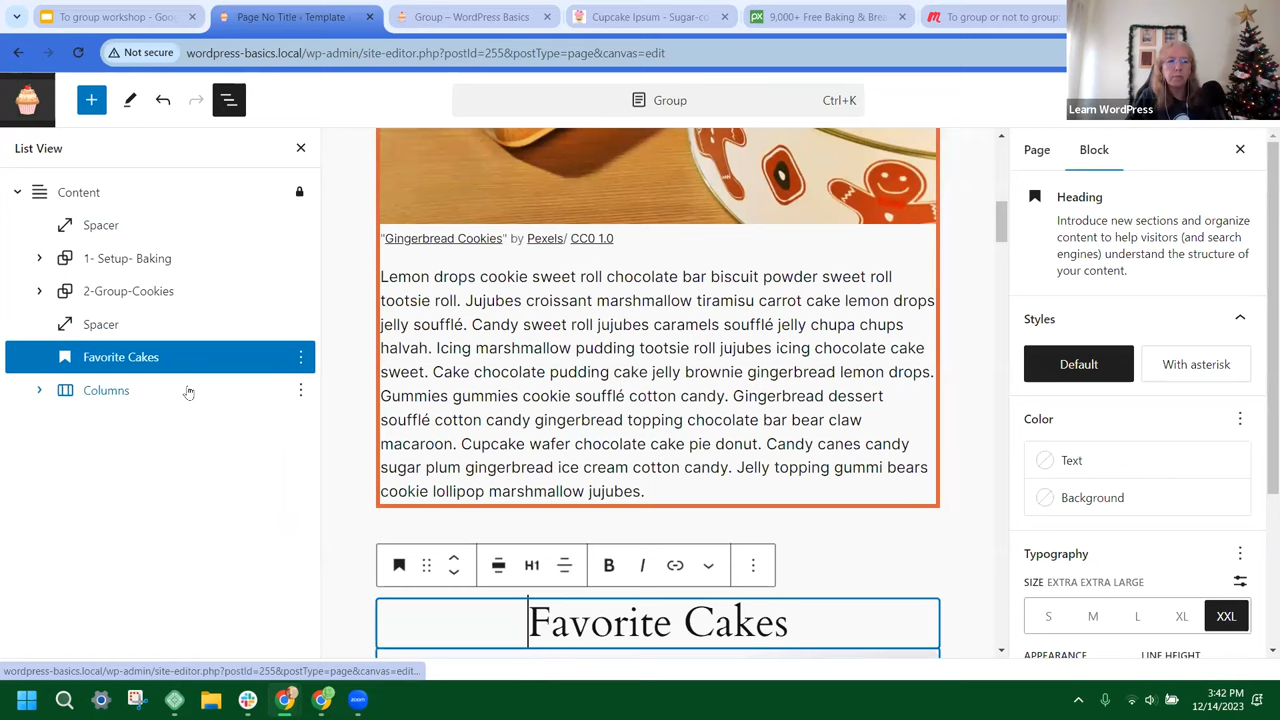 To group workshop - Goo
Page No Title - Template
Group – WordPress Basics
Cupcake Ipsum - Sugar-co
9,000+ Free Baking & Brea
To group or not to group:
Not secure
wordpress-basics.local/wp-admin/site-editor.php?postId=255&postType=page&canvas=edit
Learn WordPress
Group
Ctrl+K
List View
Content
Spacer
1- Setup- Baking
2-Group-Cookies
Spacer
Favorite Cakes
Columns
"Gingerbread Cookies" by Pexels/ CC0 1.0
Lemon drops cookie sweet roll chocolate bar biscuit powder sweet roll
tootsie roll. Jujubes croissant marshmallow tiramisu carrot cake lemon drops
jelly soufflé. Candy sweet roll jujubes caramels soufflé jelly chupa chups
halvah. Icing marshmallow pudding tootsie roll jujubes icing chocolate cake
sweet. Cake chocolate pudding cake jelly brownie gingerbread lemon drops.
Gummies gummies cookie soufflé cotton candy. Gingerbread dessert
soufflé cotton candy gingerbread topping chocolate bar bear claw
macaroon. Cupcake wafer chocolate cake pie donut. Candy canes candy
sugar plum gingerbread ice cream cotton candy. Jelly topping gummi bears
cookie lollipop marshmallow jujubes.
H1
B
I
Favorite Cakes
Page
Block
Heading
Introduce new sections and organize
content to help visitors (and search
engines) understand the structure of
your content.
Styles
Default
With asterisk
Color
Text
Background
Typography
SIZE EXTRA EXTRA LARGE
S
M
L
XL
XXL
APPEARANCE
LINE HEIGHT
wordpress-basics.local/wp-admin/site-editor.php?postId=255&postType=page&canvas=edit...
3:42 PM
12/14/2023